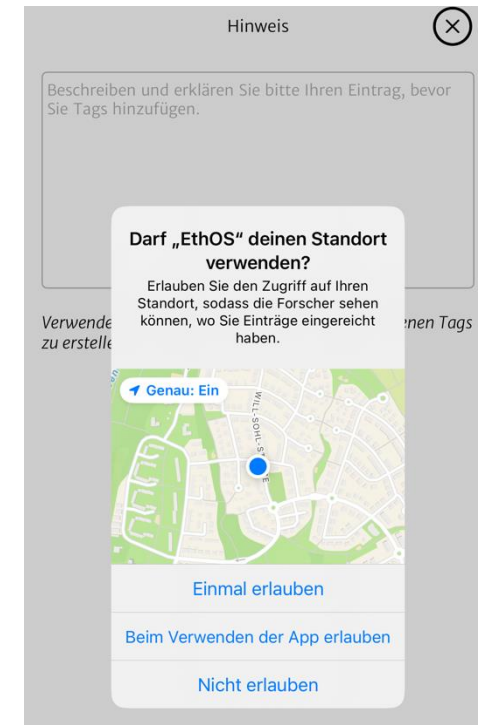 Hinweis
Beschreiben und erklären Sie bitte Ihren Eintrag, bevor
Sie Tags hinzufügen.
Darf „EthOS“ deinen Standort
verwenden?
Erlauben Sie den Zugriff auf Ihren
Standort, sodass die Forscher sehen
können, wo Sie Einträge eingereicht
haben.
Verwende
enen Tags
zu erstelle
Genau: Ein
WILL-SOHL-S
Einmal erlauben
Beim Verwenden der App erlauben
Nicht erlauben